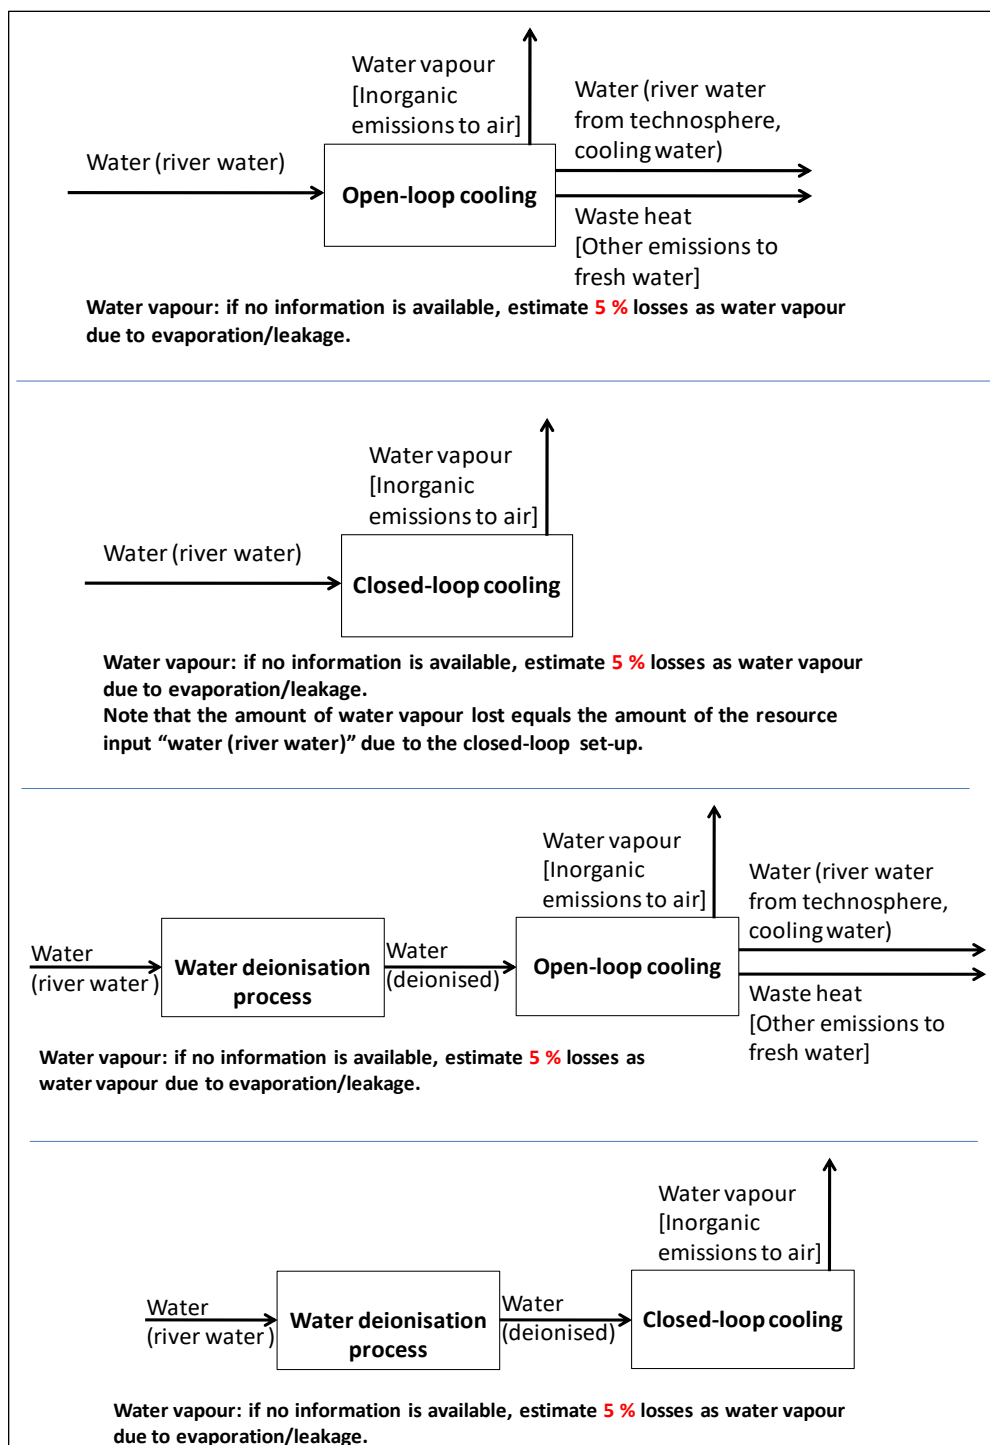 Water vapour
[Inorganic
emissions to air]
Water (river water
from technosphere,
cooling water)
Water (river water)
Open-loop cooling
Waste heat
[Other emissions to
fresh water]
Water vapour: if no information is available, estimate 5 % losses as water vapour
due to evaporation/leakage.
Water vapour
[Inorganic
emissions to air]
Water (river water)
Closed-loop cooling
Water vapour: if no information is available, estimate 5 % losses as water vapour
due to evaporation/leakage.
Note that the amount of water vapour lost equals the amount of the resource
input “water (river water)” due to the closed-loop set-up.
Water vapour
[Inorganic
emissions to air]
Water (river water
from technosphere,
cooling water)
Water
(river water )
Water deionisation
process
Water
(deionised)
Open-loop cooling
Waste heat
[Other emissions to
fresh water]
Water vapour: if no information is available, estimate 5 % losses as
water vapour due to evaporation/leakage.
Water vapour
[Inorganic
emissions to air]
Water
(river water )
Water deionisation
process
Water
(deionised)
Closed-loop cooling
Water vapour: if no information is available, estimate 5 % losses as water vapour
due to evaporation/leakage.